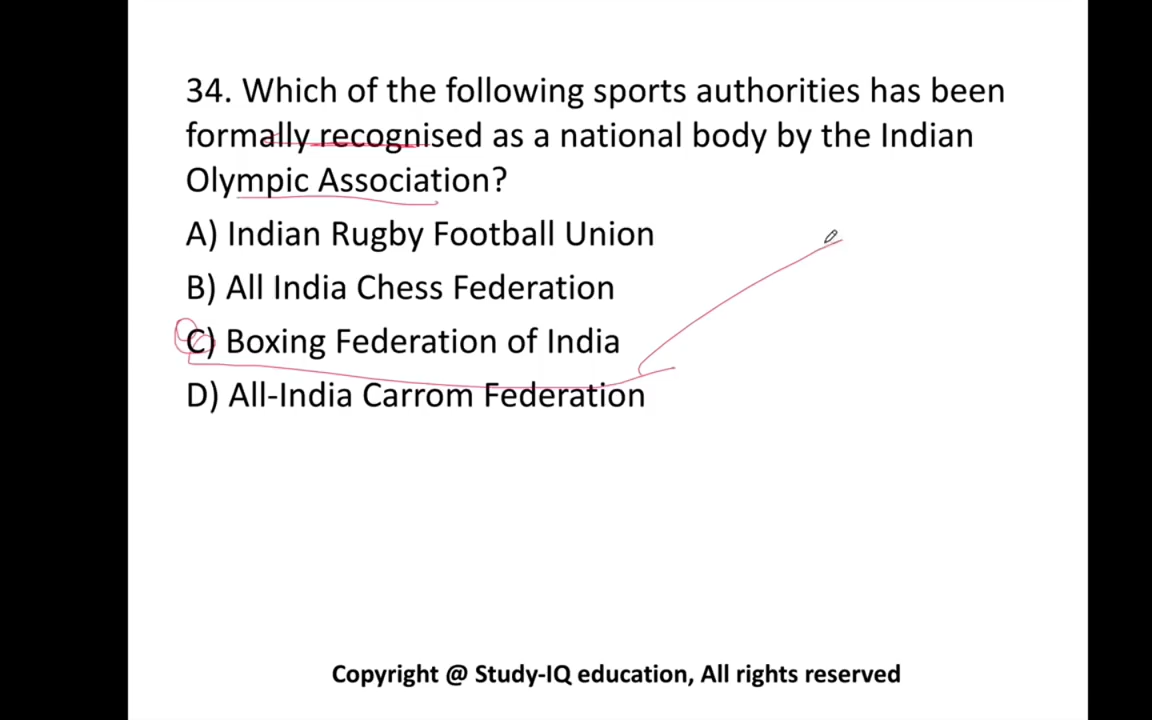 34. Which of the following sports authorities has been
formally recognised as a national body by the Indian
Olympic Association?
A) Indian Rugby Football Union
B) All India Chess Federation
C) Boxing Federation of India
D) All-India Carrom Federation
Copyright @ Study-IQ education, All rights reserved